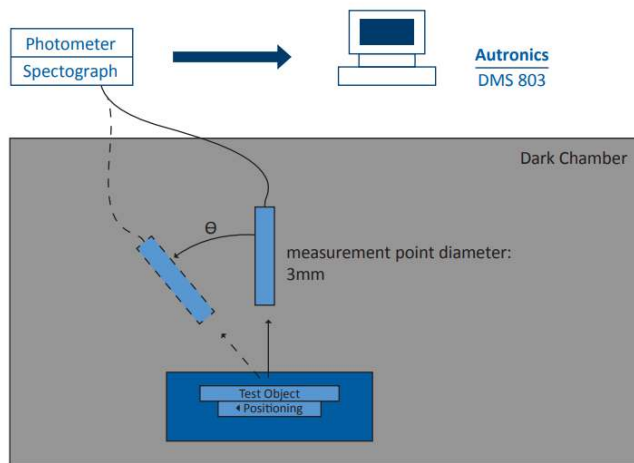 Photometer
Spectograph
Autronics
DMS 803
Dark Chamber
Θ
measurement point diameter:
3mm
Test Object
Positioning